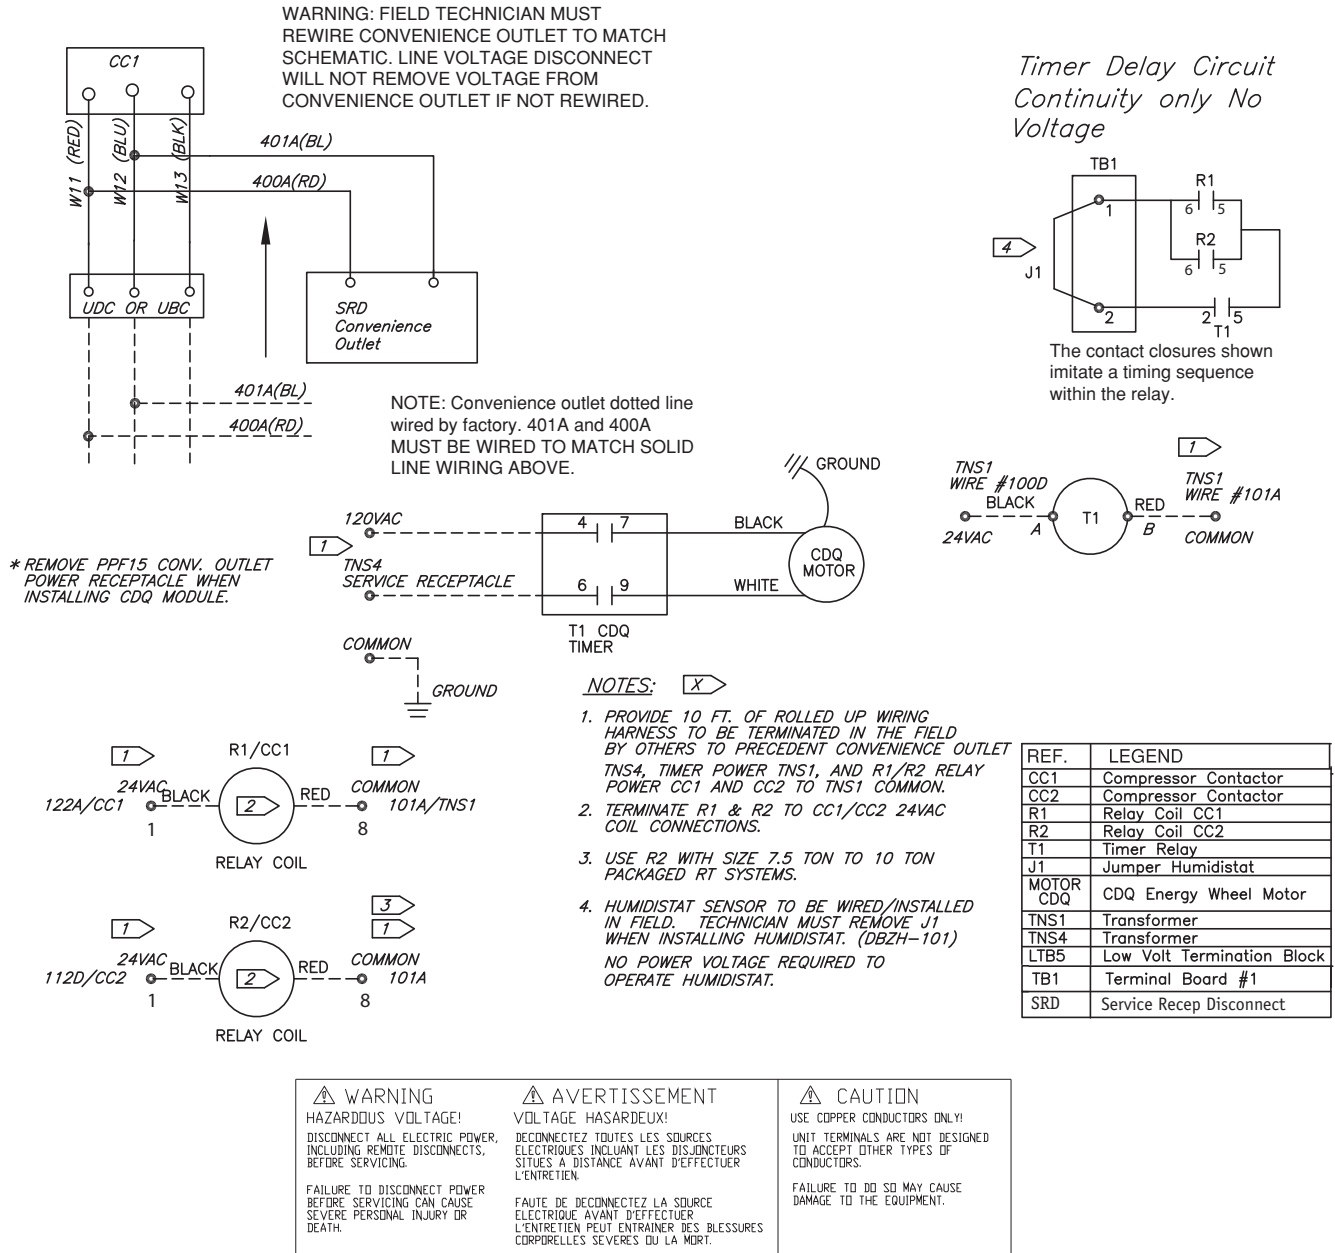 WARNING: FIELD TECHNICIAN MUST
REWIRE CONVENIENCE OUTLET TO MATCH
SCHEMATIC. LINE VOLTAGE DISCONNECT
WILL NOT REMOVE VOLTAGE FROM
CONVENIENCE OUTLET IF NOT REWIRED.
CC1
W11 (RED)
W12 (BLU)
W13 (BLK)
401A(BL)
400A(RD)
UDC OR UBC
SRD
Convenience
Outlet
401A(BL)
400A(RD)
NOTE: Convenience outlet dotted line
wired by factory. 401A and 400A
MUST BE WIRED TO MATCH SOLID
LINE WIRING ABOVE.
Timer Delay Circuit
Continuity only No
Voltage
TB1
R1
1
6 5
4
R2
J1
6 5
2
2 5
T1
The contact closures shown
imitate a timing sequence
within the relay.
1
TNS1
WIRE #100D
BLACK
24VAC
A
T1
RED
B
TNS1
WIRE #101A
COMMON
GROUND
* REMOVE PPF15 CONV. OUTLET
POWER RECEPTACLE WHEN
INSTALLING CDQ MODULE.
120VAC
1
TNS4
SERVICE RECEPTACLE
4 7
BLACK
CDQ
MOTOR
6 9
WHITE
T1 CDQ
TIMER
COMMON
GROUND
1
R1/CC1
1
24VAC
122A/CC1
BLACK
2
RED
COMMON
101A/TNS1
1
8
RELAY COIL
3
1
R2/CC2
1
24VAC
112D/CC2
BLACK
2
RED
COMMON
101A
1
8
RELAY COIL
NOTES: X
1. PROVIDE 10 FT. OF ROLLED UP WIRING
HARNESS TO BE TERMINATED IN THE FIELD
BY OTHERS TO PRECEDENT CONVENIENCE OUTLET
TNS4, TIMER POWER TNS1, AND R1/R2 RELAY
POWER CC1 AND CC2 TO TNS1 COMMON.
2. TERMINATE R1 & R2 TO CC1/CC2 24VAC
COIL CONNECTIONS.
3. USE R2 WITH SIZE 7.5 TON TO 10 TON
PACKAGED RT SYSTEMS.
4. HUMIDISTAT SENSOR TO BE WIRED/INSTALLED
IN FIELD. TECHNICIAN MUST REMOVE J1
WHEN INSTALLING HUMIDISTAT. (DBZH-101)
NO POWER VOLTAGE REQUIRED TO
OPERATE HUMIDISTAT.
REF. LEGEND
CC1 Compressor Contactor
CC2 Compressor Contactor
R1 Relay Coil CC1
R2 Relay Coil CC2
T1 Timer Relay
J1 Jumper Humidistat
MOTOR
CDQ CDQ Energy Wheel Motor
TNS1 Transformer
TNS4 Transformer
LTB5 Low Volt Termination Block
TB1 Terminal Board #1
SRD Service Recep Disconnect
WARNING
HAZARDOUS VOLTAGE!
DISCONNECT ALL ELECTRIC POWER,
INCLUDING REMOTE DISCONNECTS,
BEFORE SERVICING.
FAILURE TO DISCONNECT POWER
BEFORE SERVICING CAN CAUSE
SEVERE PERSONAL INJURY OR
DEATH.
AVERTISSEMENT
VOLTAGE HASARDEUX!
DECONNECTEZ TOUTES LES SOURCES
ELECTRIQUES INCLUANT LES DISJONCTEURS
SITUES A DISTANCE AVANT D'EFFECTUER
L'ENTRETIEN.
FAUTE DE DECONNECTEZ LA SOURCE
ELECTRIQUE AVANT D'EFFECTUER
L'ENTRETIEN PEUT ENTRAINER DES BLESSURES
CORPORELLES SEVERES OU LA MORT.
CAUTION
USE COPPER CONDUCTORS ONLY!
UNIT TERMINALS ARE NOT DESIGNED
TO ACCEPT OTHER TYPES OF
CONDUCTORS.
FAILURE TO DO SO MAY CAUSE
DAMAGE TO THE EQUIPMENT.